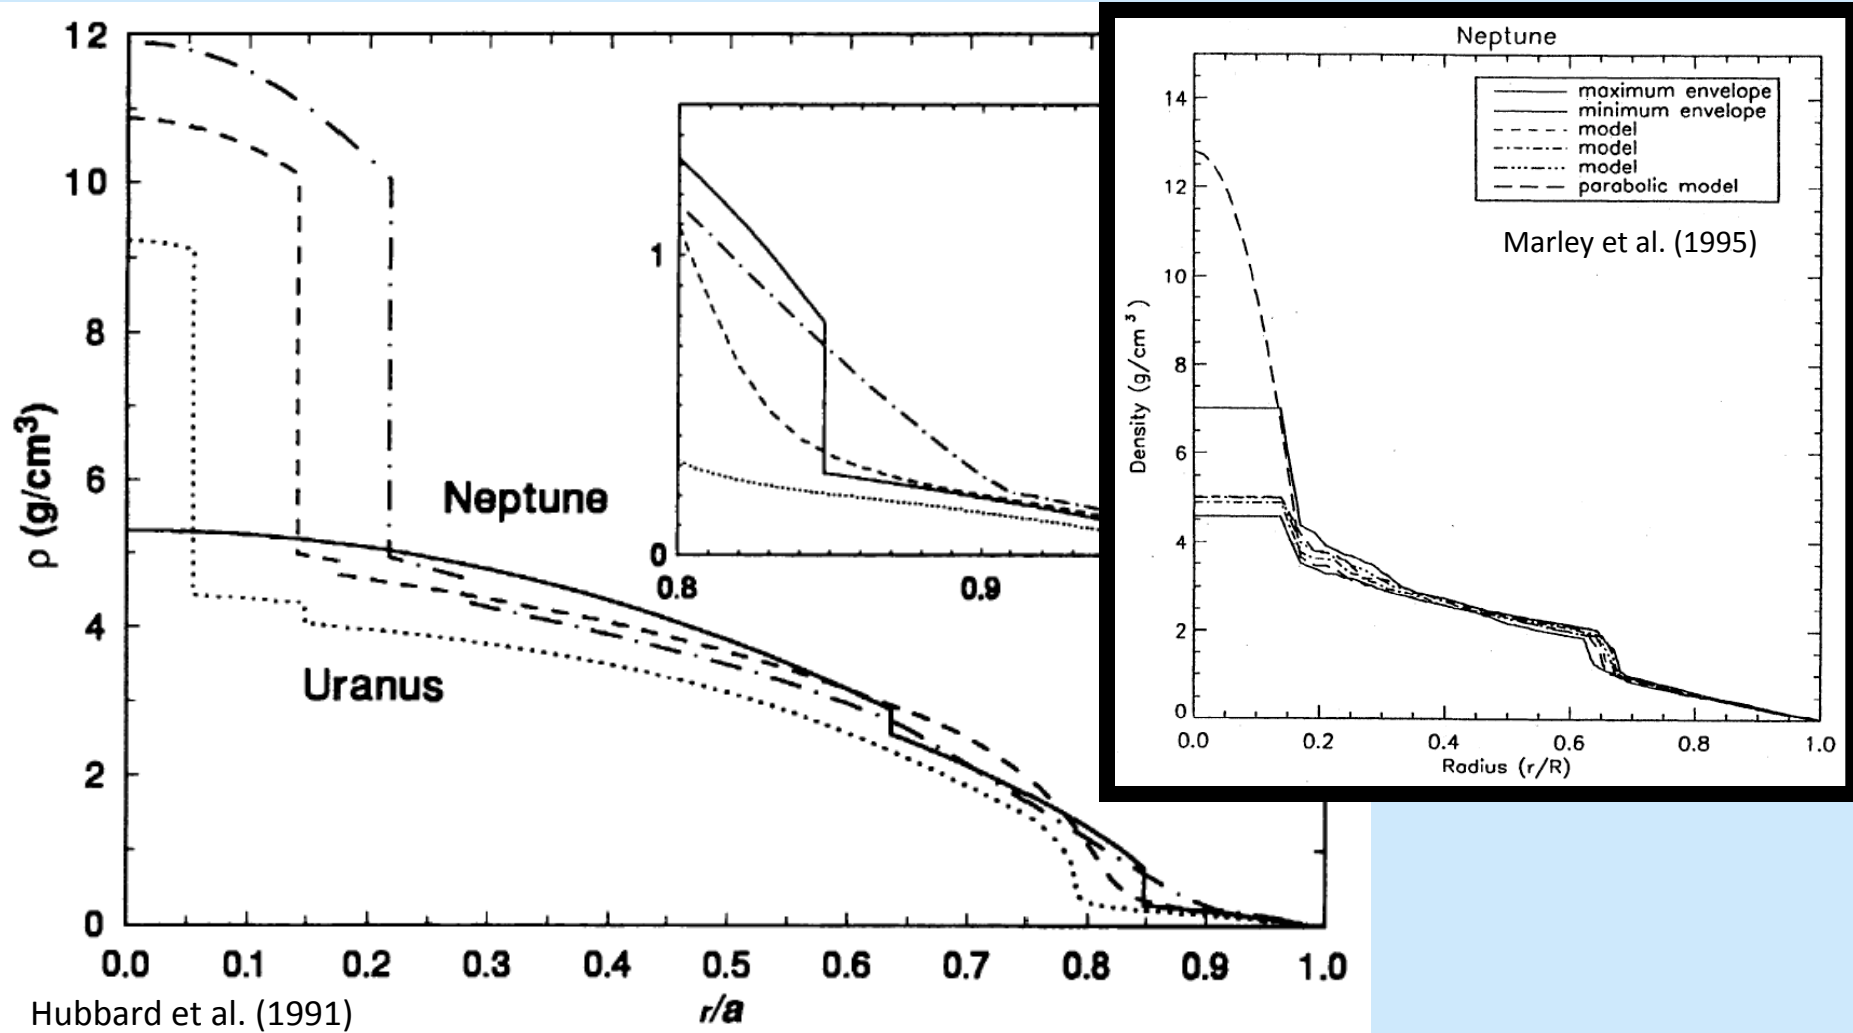 12
10
8
6
4
2
0
ρ (g/cm³)
Neptune
Uranus
1
0
0.8
0.9
0.0
0.1
0.2
0.3
0.4
0.5
0.6
0.7
0.8
0.9
1.0
r/a
Hubbard et al. (1991)
Neptune
maximum envelope
minimum envelope
model
model
model
parabolic model
Marley et al. (1995)
14
12
10
8
6
4
2
0
Density (g/cm³)
0.0
0.2
0.4
0.6
0.8
1.0
Radius (r/R)